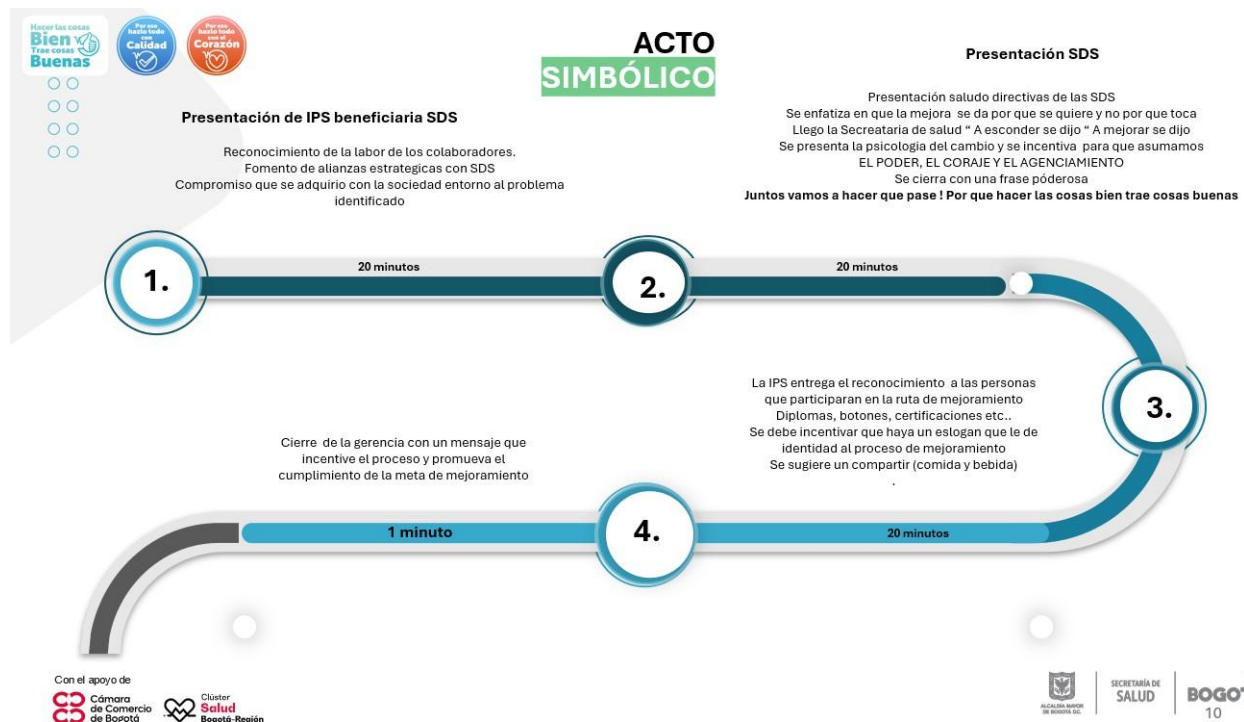 Hacer las cosas
Bien
Trae cosas
Buenas
Por eso
hazlo todo
con
Calidad
Por eso
hazlo todo
con el
Corazón
ACTO
SIMBÓLICO
Presentación de IPS beneficiaria SDS
Reconocimiento de la labor de los colaboradores.
Fomento de alianzas estrategicas con SDS
Compromiso que se adquirio con la sociedad entorno al problema
identificado
Presentación SDS
Presentación saludo directivas de las SDS
Se enfatiza en que la mejora se da por que se quiere y no por que toca
Llego la Secreataria de salud “ A esconder se dijo “ A mejorar se dijo
Se presenta la psicologia del cambio y se incentiva para que asumamos
EL PODER, EL CORAJE Y EL AGENCIAMIENTO
Se cierra con una frase póderosa
Juntos vamos a hacer que pase ! Por que hacer las cosas bien trae cosas buenas
1.
20 minutos
2.
20 minutos
3.
La IPS entrega el reconocimiento a las personas
que participaran en la ruta de mejoramiento
Diplomas, botones, certificaciones etc..
Se debe incentivar que haya un eslogan que le de
identidad al proceso de mejoramiento
Se sugiere un compartir (comida y bebida)
.
Cierre de la gerencia con un mensaje que
incentive el proceso y promueva el
cumplimiento de la meta de mejoramiento
1 minuto
4.
20 minutos
Con el apoyo de
Cámara
de Comercio
de Bogotá
Clúster
Salud
Bogotá-Región
ALCALDÍA MAYOR
DE BOGOTÁ D.C.
SECRETARÍA DE
SALUD
BOGOT
10